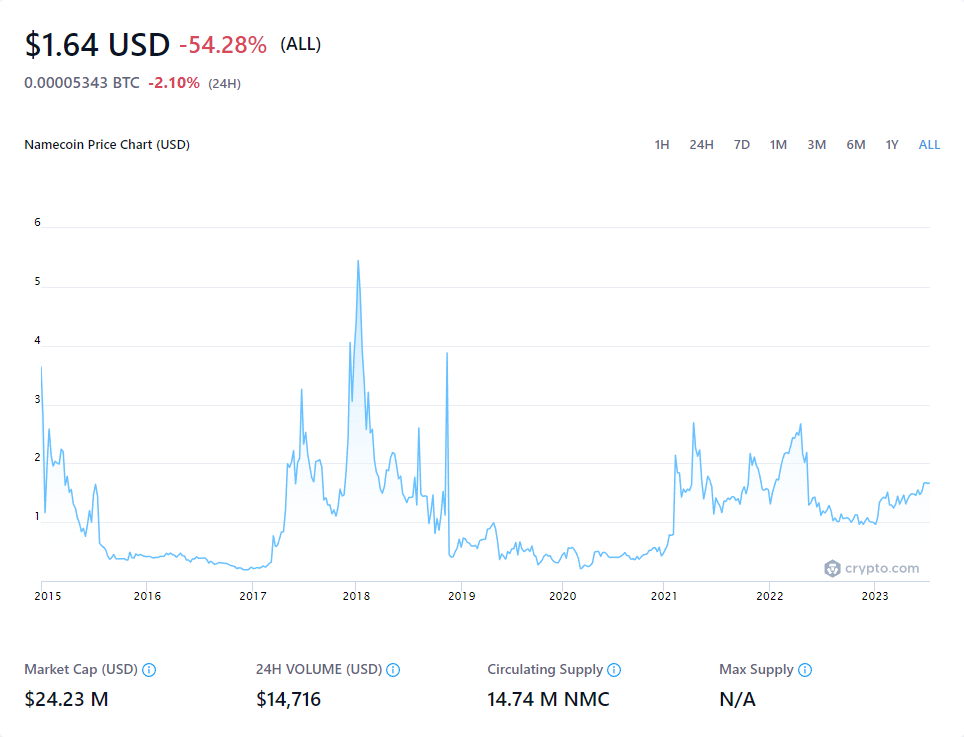 $1.64 USD -54.28% (ALL)
0.00005343 BTC -2.10% (24H)
Namecoin Price Chart (USD) 1H 24H 7D 1M 3M 6M 1Y ALL
6
5
4
3
2
1
crypto.com
2015 2016 2017 2018 2019 2020 2021 2022 2023
Market Cap (USD) 24H VOLUME (USD) Circulating Supply Max Supply
$24.23 M $14,716 14.74 M NMC N/A